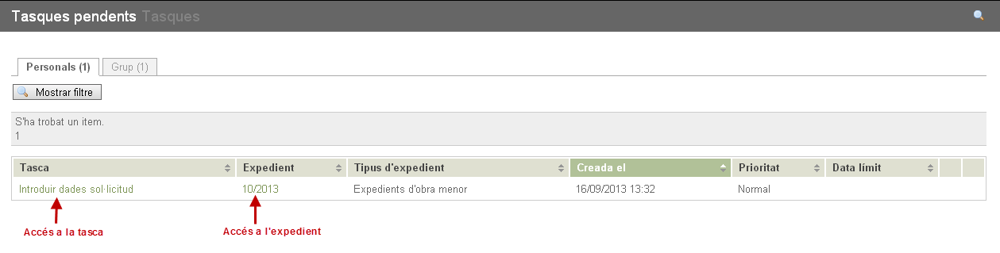 Tasques pendents Tasques
Personals (1) Grup (1)
Mostrar filtre
S'ha trobat un item.
1
Tasca Expedient Tipus d'expedient Creada el Prioritat Data límit
Introduir dades sol·licitud 10/2013 Expedients d'obra menor 16/09/2013 13:32 Normal
Accés a la tasca Accés a l'expedient